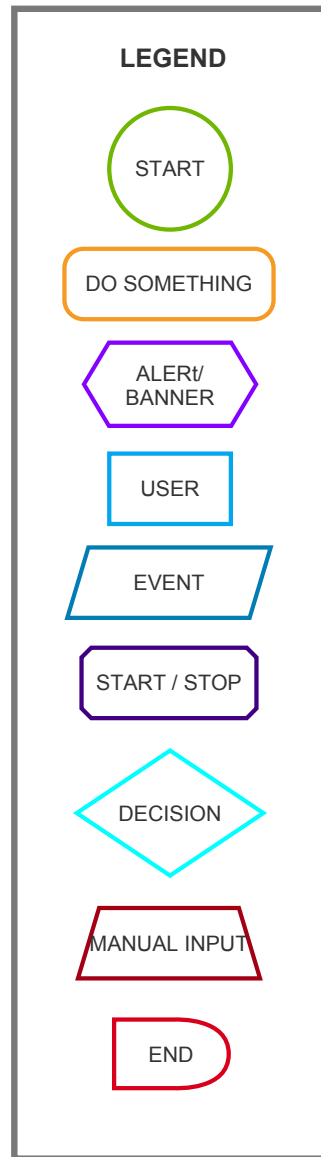 LEGEND
START
DO SOMETHING
ALERt/
BANNER
USER
EVENT
START / STOP
DECISION
MANUAL INPUT
END